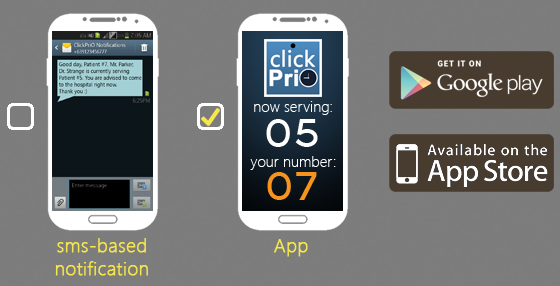 7:05 AM
ClickPriO Notifications
+639123456777
Good day, Patient #7, Mr. Parker,
Dr. Strange is currently serving
Patient #5. You are advised to come
to the hospital right now.
Thank you :)
6:25PM
Enter message
sms-based
notification
click
PriO
now serving:
05
your number:
07
App
GET IT ON
Google play
Available on the
App Store